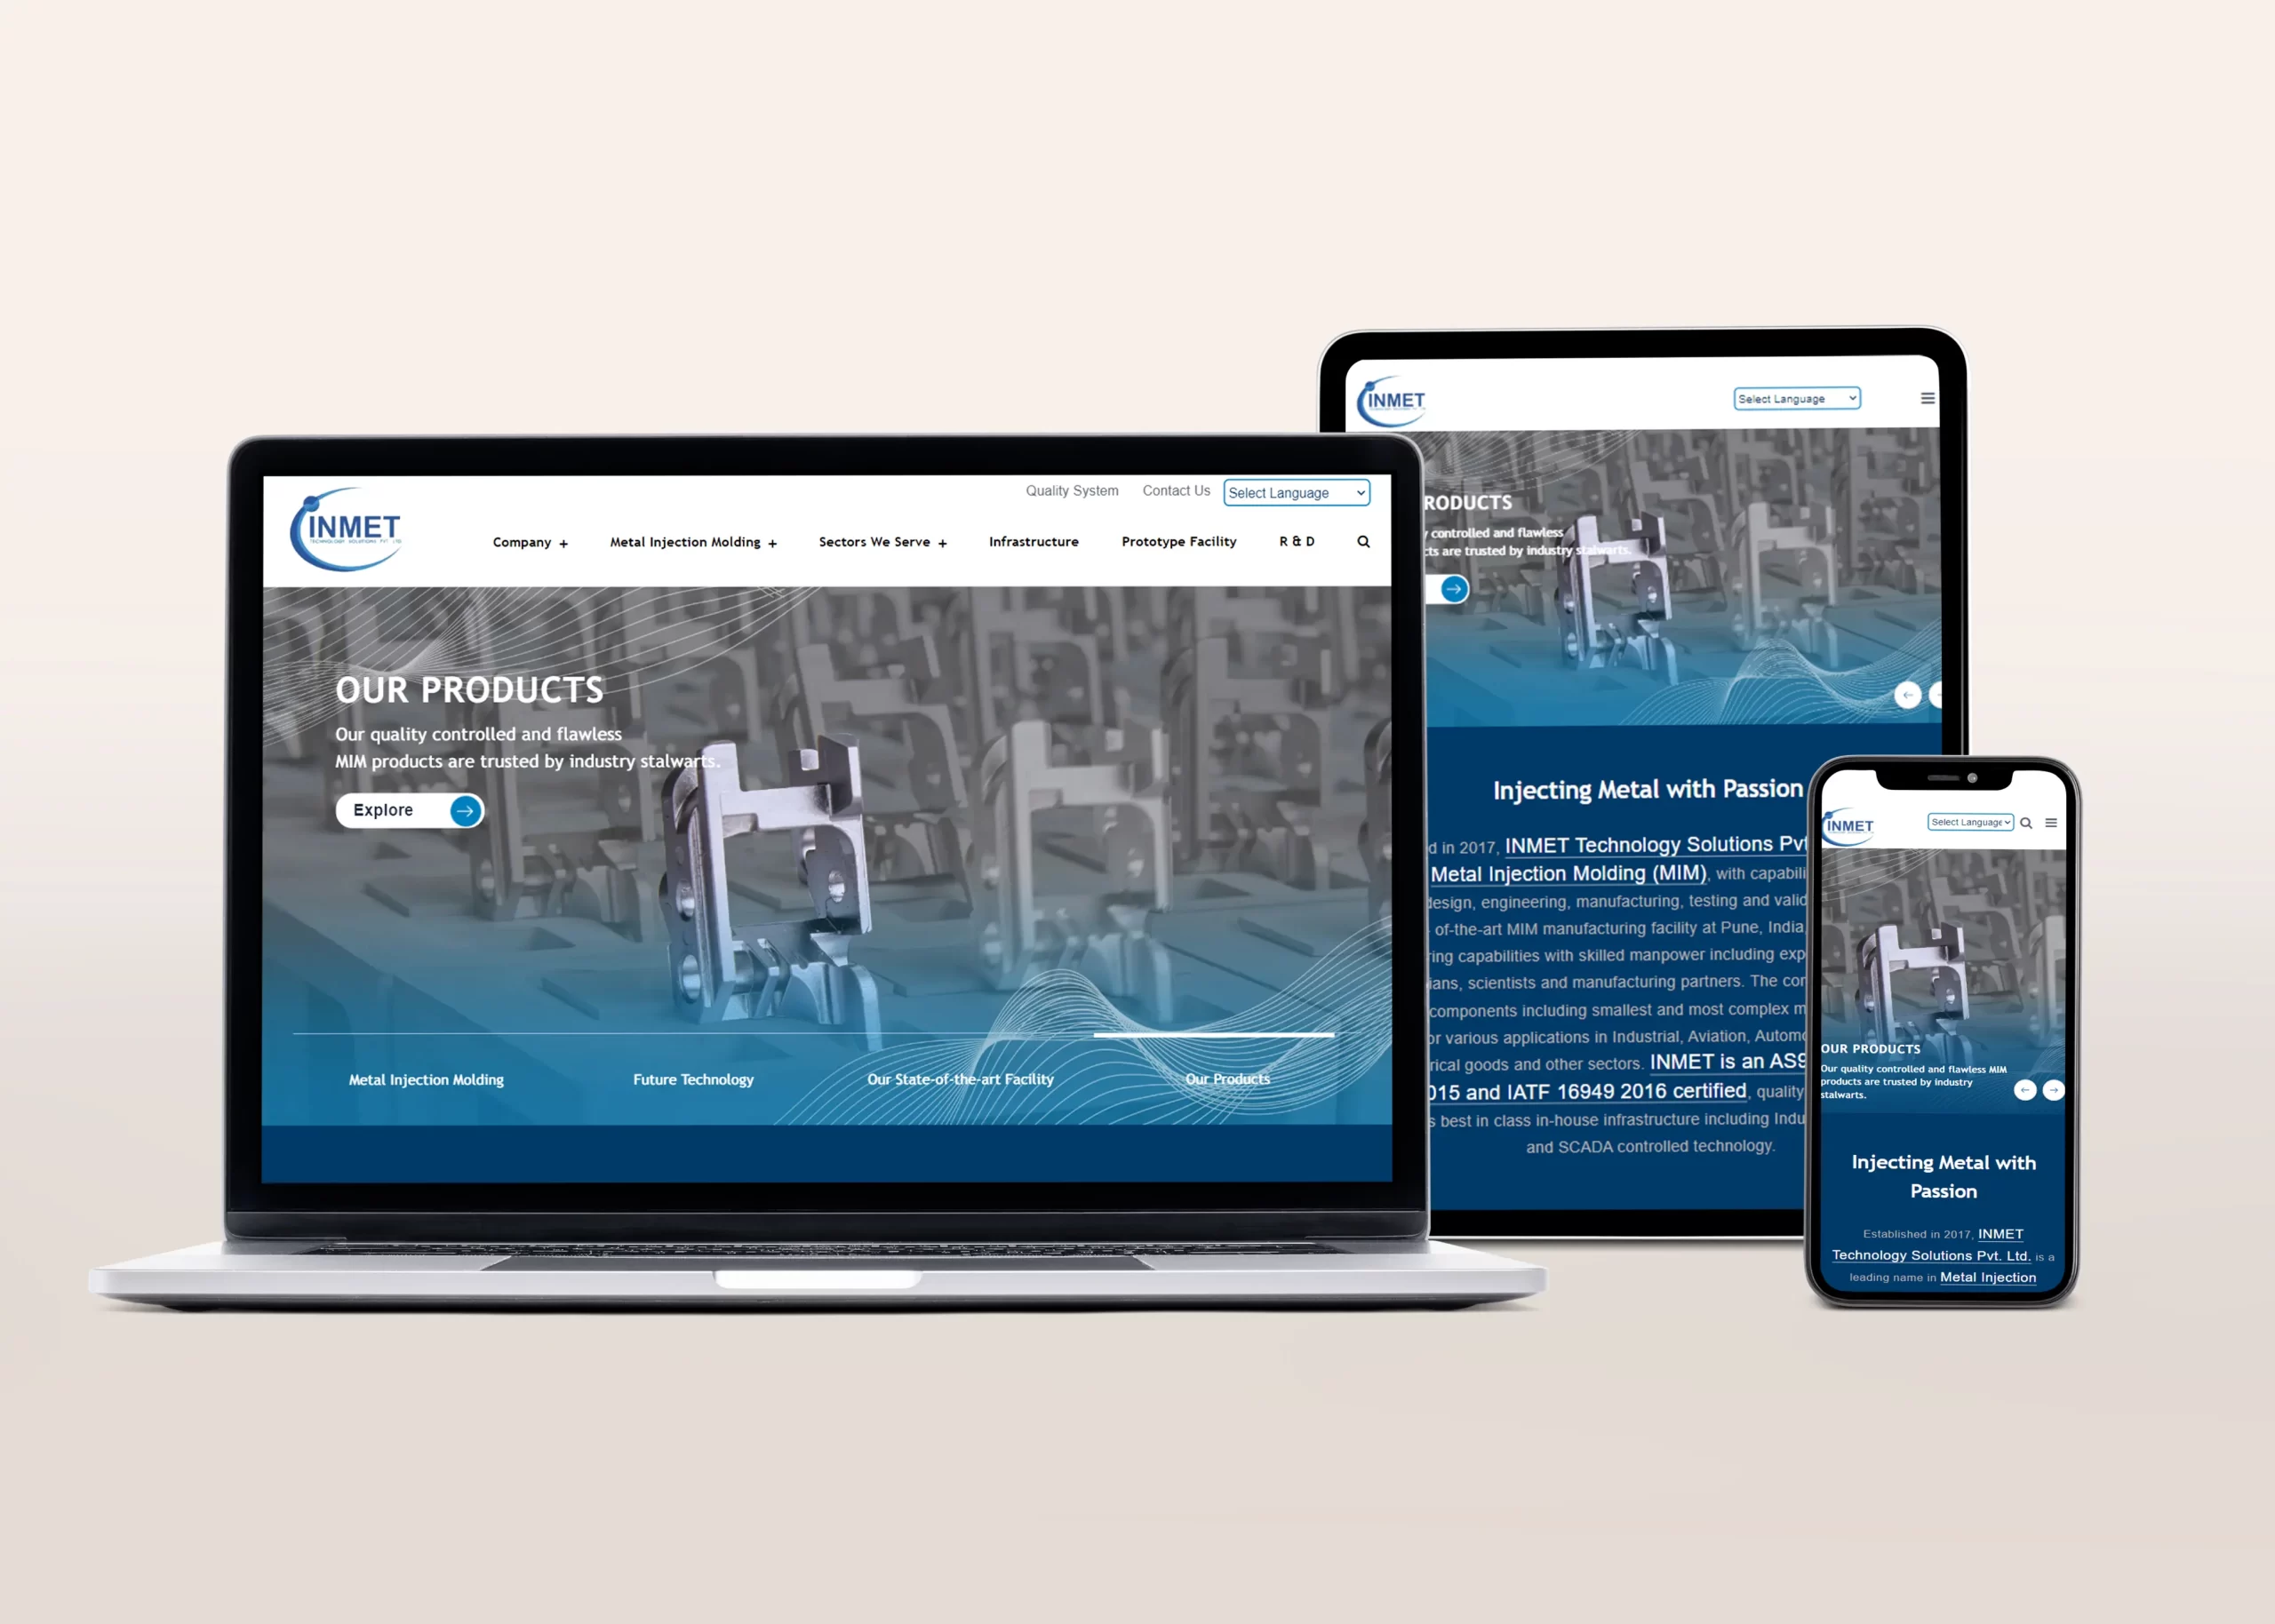 INMET
TECHNOLOGY SOLUTIONS PVT. LTD.
Quality System Contact Us Select Language
Company + Metal Injection Molding + Sectors We Serve + Infrastructure Prototype Facility R & D
OUR PRODUCTS
Our quality controlled and flawless
MIM products are trusted by industry stalwarts.
Explore
Metal Injection Molding Future Technology Our State-of-the-art Facility Our Products
INMET
Select Language
RODUCTS
controlled and flawless
cts are trusted by industry stalwarts.
Injecting Metal with Passion
d in 2017, INMET Technology Solutions Pvt
Metal Injection Molding (MIM), with capabili
design, engineering, manufacturing, testing and valid
of-the-art MIM manufacturing facility at Pune, India
ring capabilities with skilled manpower including exp
ians, scientists and manufacturing partners. The con
components including smallest and most complex m
or various applications in Industrial, Aviation, Automo
rical goods and other sectors. INMET is an AS9
015 and IATF 16949 2016 certified, quality
s best in class in-house infrastructure including Indu
and SCADA controlled technology.
INMET
Select Language
OUR PRODUCTS
Our quality controlled and flawless MIM
products are trusted by industry
stalwarts.
Injecting Metal with
Passion
Established in 2017, INMET
Technology Solutions Pvt. Ltd. is a
leading name in Metal Injection